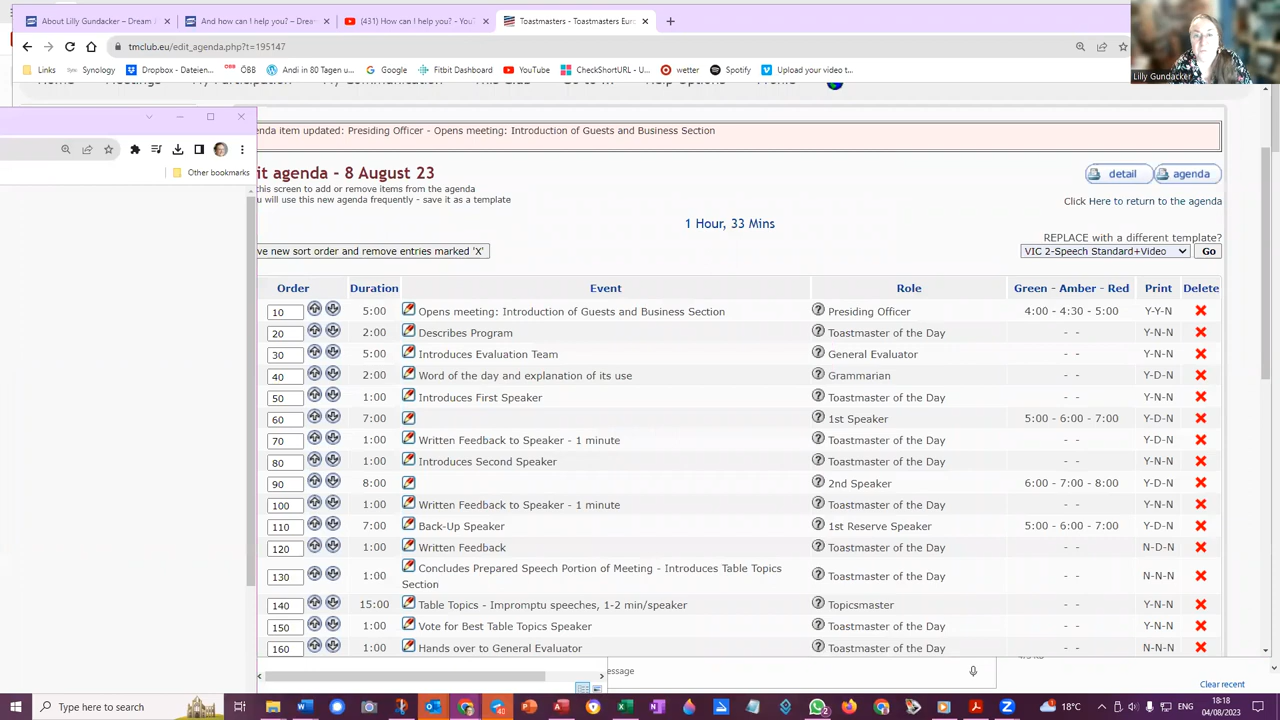 About Lilly Gundacker – Dream
And how can I help you? – Dre
(431) How can I help you? - You
Toastmasters - Toastmasters Euro
tmclub.eu/edit_agenda.php?t=195147
Links
Synology
Dropbox - Dateien...
ÖBB
Andi in 80 Tagen u...
Google
Fitbit Dashboard
YouTube
CheckShortURL - U...
wetter
Spotify
Upload your video t...
Lilly Gundacker
Other bookmarks
enda item updated: Presiding Officer - Opens meeting: Introduction of Guests and Business Section
it agenda - 8 August 23
this screen to add or remove items from the agenda
u will use this new agenda frequently - save it as a template
detail
agenda
Click Here to return to the agenda
1 Hour, 33 Mins
REPLACE with a different template?
ve new sort order and remove entries marked 'X'
VIC 2-Speech Standard+Video
Go
Order Duration Event Role Green - Amber - Red Print Delete
10 5:00 Opens meeting: Introduction of Guests and Business Section Presiding Officer 4:00 - 4:30 - 5:00 Y-Y-N
20 2:00 Describes Program Toastmaster of the Day - - Y-N-N
30 5:00 Introduces Evaluation Team General Evaluator - - Y-N-N
40 2:00 Word of the day and explanation of its use Grammarian - - Y-D-N
50 1:00 Introduces First Speaker Toastmaster of the Day - - Y-N-N
60 7:00 1st Speaker 5:00 - 6:00 - 7:00 Y-D-N
70 1:00 Written Feedback to Speaker - 1 minute Toastmaster of the Day - - Y-D-N
80 1:00 Introduces Second Speaker Toastmaster of the Day - - Y-D-N
90 8:00 2nd Speaker 6:00 - 7:00 - 8:00 Y-D-N
100 1:00 Written Feedback to Speaker - 1 minute Toastmaster of the Day - - Y-N-N
110 7:00 Back-Up Speaker 1st Reserve Speaker 5:00 - 6:00 - 7:00 Y-D-N
120 1:00 Written Feedback Toastmaster of the Day - - N-D-N
130 1:00 Concludes Prepared Speech Portion of Meeting - Introduces Table Topics Section Toastmaster of the Day - - N-N-N
140 15:00 Table Topics - Impromptu speeches, 1-2 min/speaker Topicsmaster - - Y-N-N
150 1:00 Vote for Best Table Topics Speaker Toastmaster of the Day - - Y-N-N
160 1:00 Hands over to General Evaluator Toastmaster of the Day - - N-N-N
essage
Clear recent
Type here to search
18°C
ENG
18:18
04/08/2023